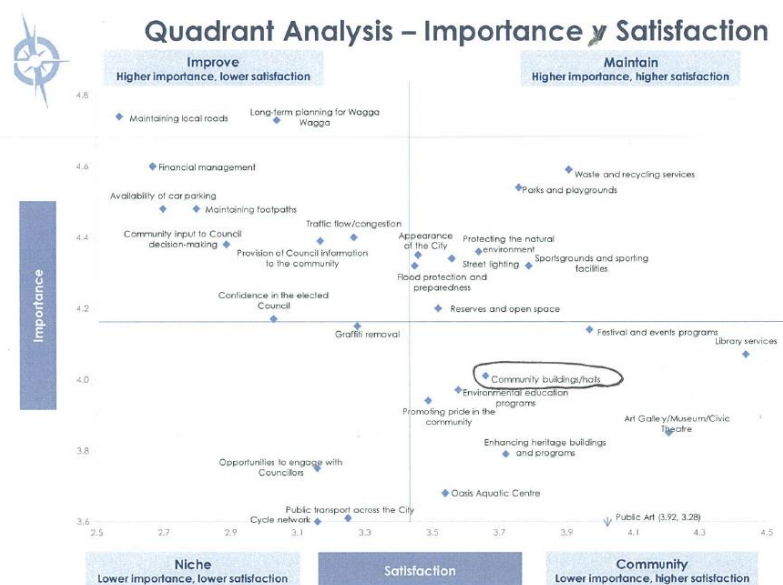 Quadrant Analysis – Importance v Satisfaction
Improve
Higher importance, lower satisfaction
Maintain
Higher importance, higher satisfaction
4.8
Maintaining local roads
Long-term planning for Wagga
Wagga
4.6
Financial management
Waste and recycling services
Parks and playgrounds
Availability of car parking
Maintaining footpaths
Traffic flow/congestion
4.4
Community input to Council
decision-making
Provision of Council information
to the community
Appearance
of the City
Protecting the natural
environment
Street lighting
Sportsgrounds and sporting
facilities
Flood protection and
preparedness
Confidence in the elected
Council
Reserves and open space
4.2
Graffiti removal
Festival and events programs
Library services
4.0
Community buildings/halls
Environmental education
programs
Promoting pride in the
community
Art Gallery/Museum/Civic
Theatre
3.8
Enhancing heritage buildings
and programs
Opportunities to engage with
Councillors
Oasis Aquatic Centre
Public transport across the City
Cycle network
Public Art (3.92, 3.28)
3.6
2.5 2.7 2.9 3.1 3.3 3.5 3.7 3.9 4.1 4.3 4.5
Importance
Niche
Lower importance, lower satisfaction
Satisfaction
Community
Lower importance, higher satisfaction